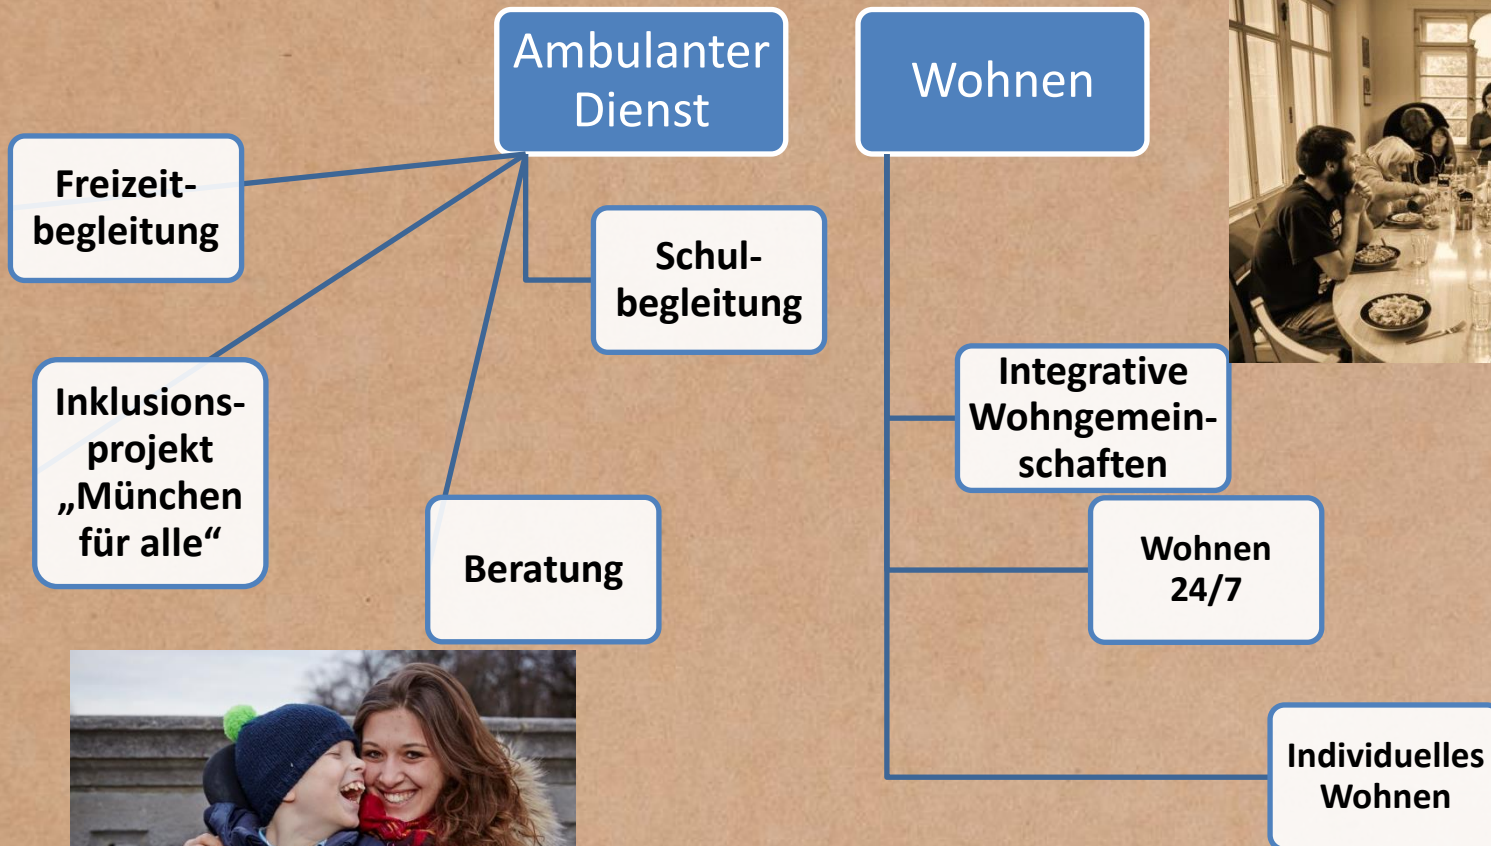 Ambulanter
Dienst
Wohnen
Freizeit-
begleitung
Schul-
begleitung
Inklusions-
projekt
„München
für alle“
Beratung
Integrative
Wohngemein-
schaften
Wohnen
24/7
Individuelles
Wohnen